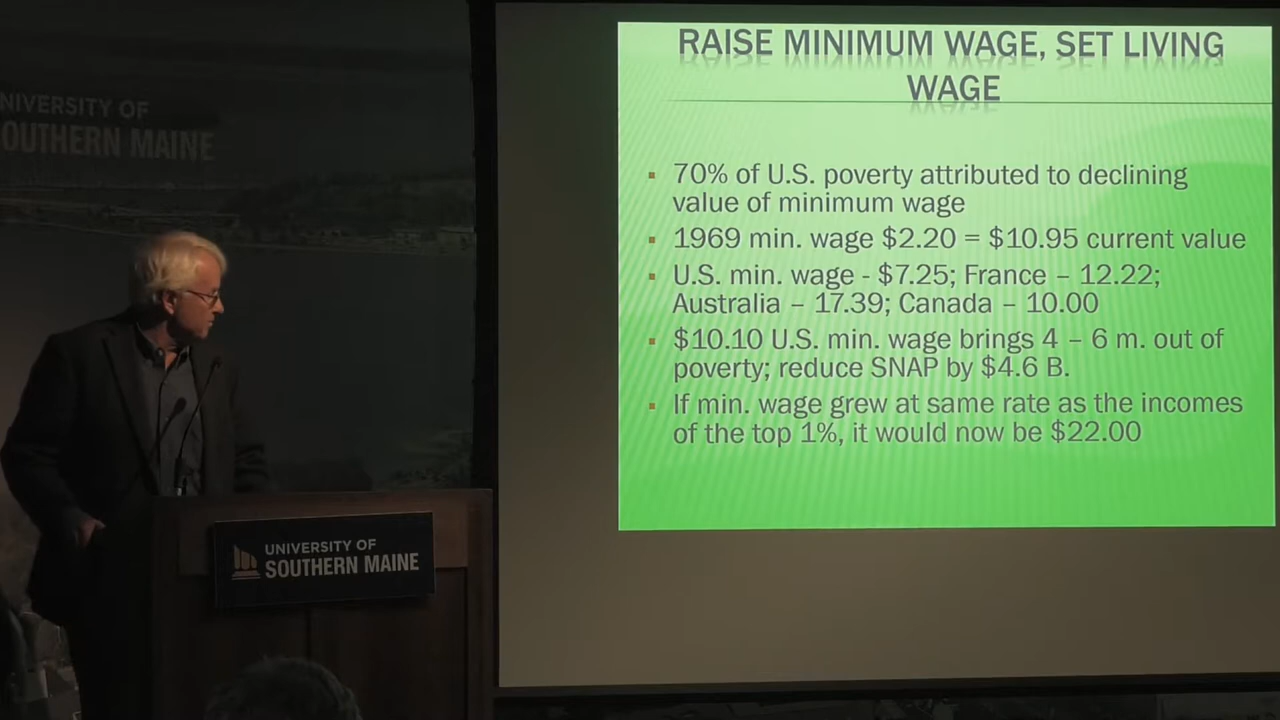 NIVERSITY OF
OUTHERN MAINE
RAISE MINIMUM WAGE, SET LIVING
WAGE
70% of U.S. poverty attributed to declining
value of minimum wage
1969 min. wage $2.20 = $10.95 current value
U.S. min. wage - $7.25; France – 12.22;
Australia – 17.39; Canada – 10.00
$10.10 U.S. min. wage brings 4 – 6 m. out of
poverty; reduce SNAP by $4.6 B.
If min. wage grew at same rate as the incomes
of the top 1%, it would now be $22.00
UNIVERSITY OF
SOUTHERN MAINE